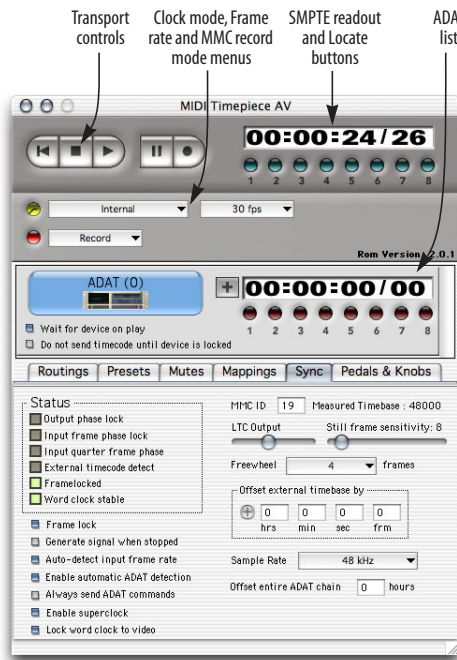 Transport controls
Clock mode, Frame rate and MMC record mode menus
SMPTE readout and Locate buttons
ADA
list
MIDI Timepiece AV
00:00:24/26
1 2 3 4 5 6 7 8
Internal
30 fps
Record
Rom Version: 2.0.1
ADAT (0)
+
00:00:00/00
1 2 3 4 5 6 7 8
Wait for device on play
Do not send timecode until device is locked
Routings
Presets
Mutes
Mappings
Sync
Pedals & Knobs
Status
Output phase lock
Input frame phase lock
Input quarter frame phase
External timecode detect
Framelocked
Word clock stable
Frame lock
Generate signal when stopped
Auto-detect input frame rate
Enable automatic ADAT detection
Always send ADAT commands
Enable superclock
Lock word clock to video
MMC ID 19 Measured Timebase : 48000
LTC Output
Still frame sensitivity: 8
Freewheel 4 frames
Offset external timebase by
0 0 0 0
hrs min sec frm
Sample Rate 48 kHz
Offset entire ADAT chain 0 hours